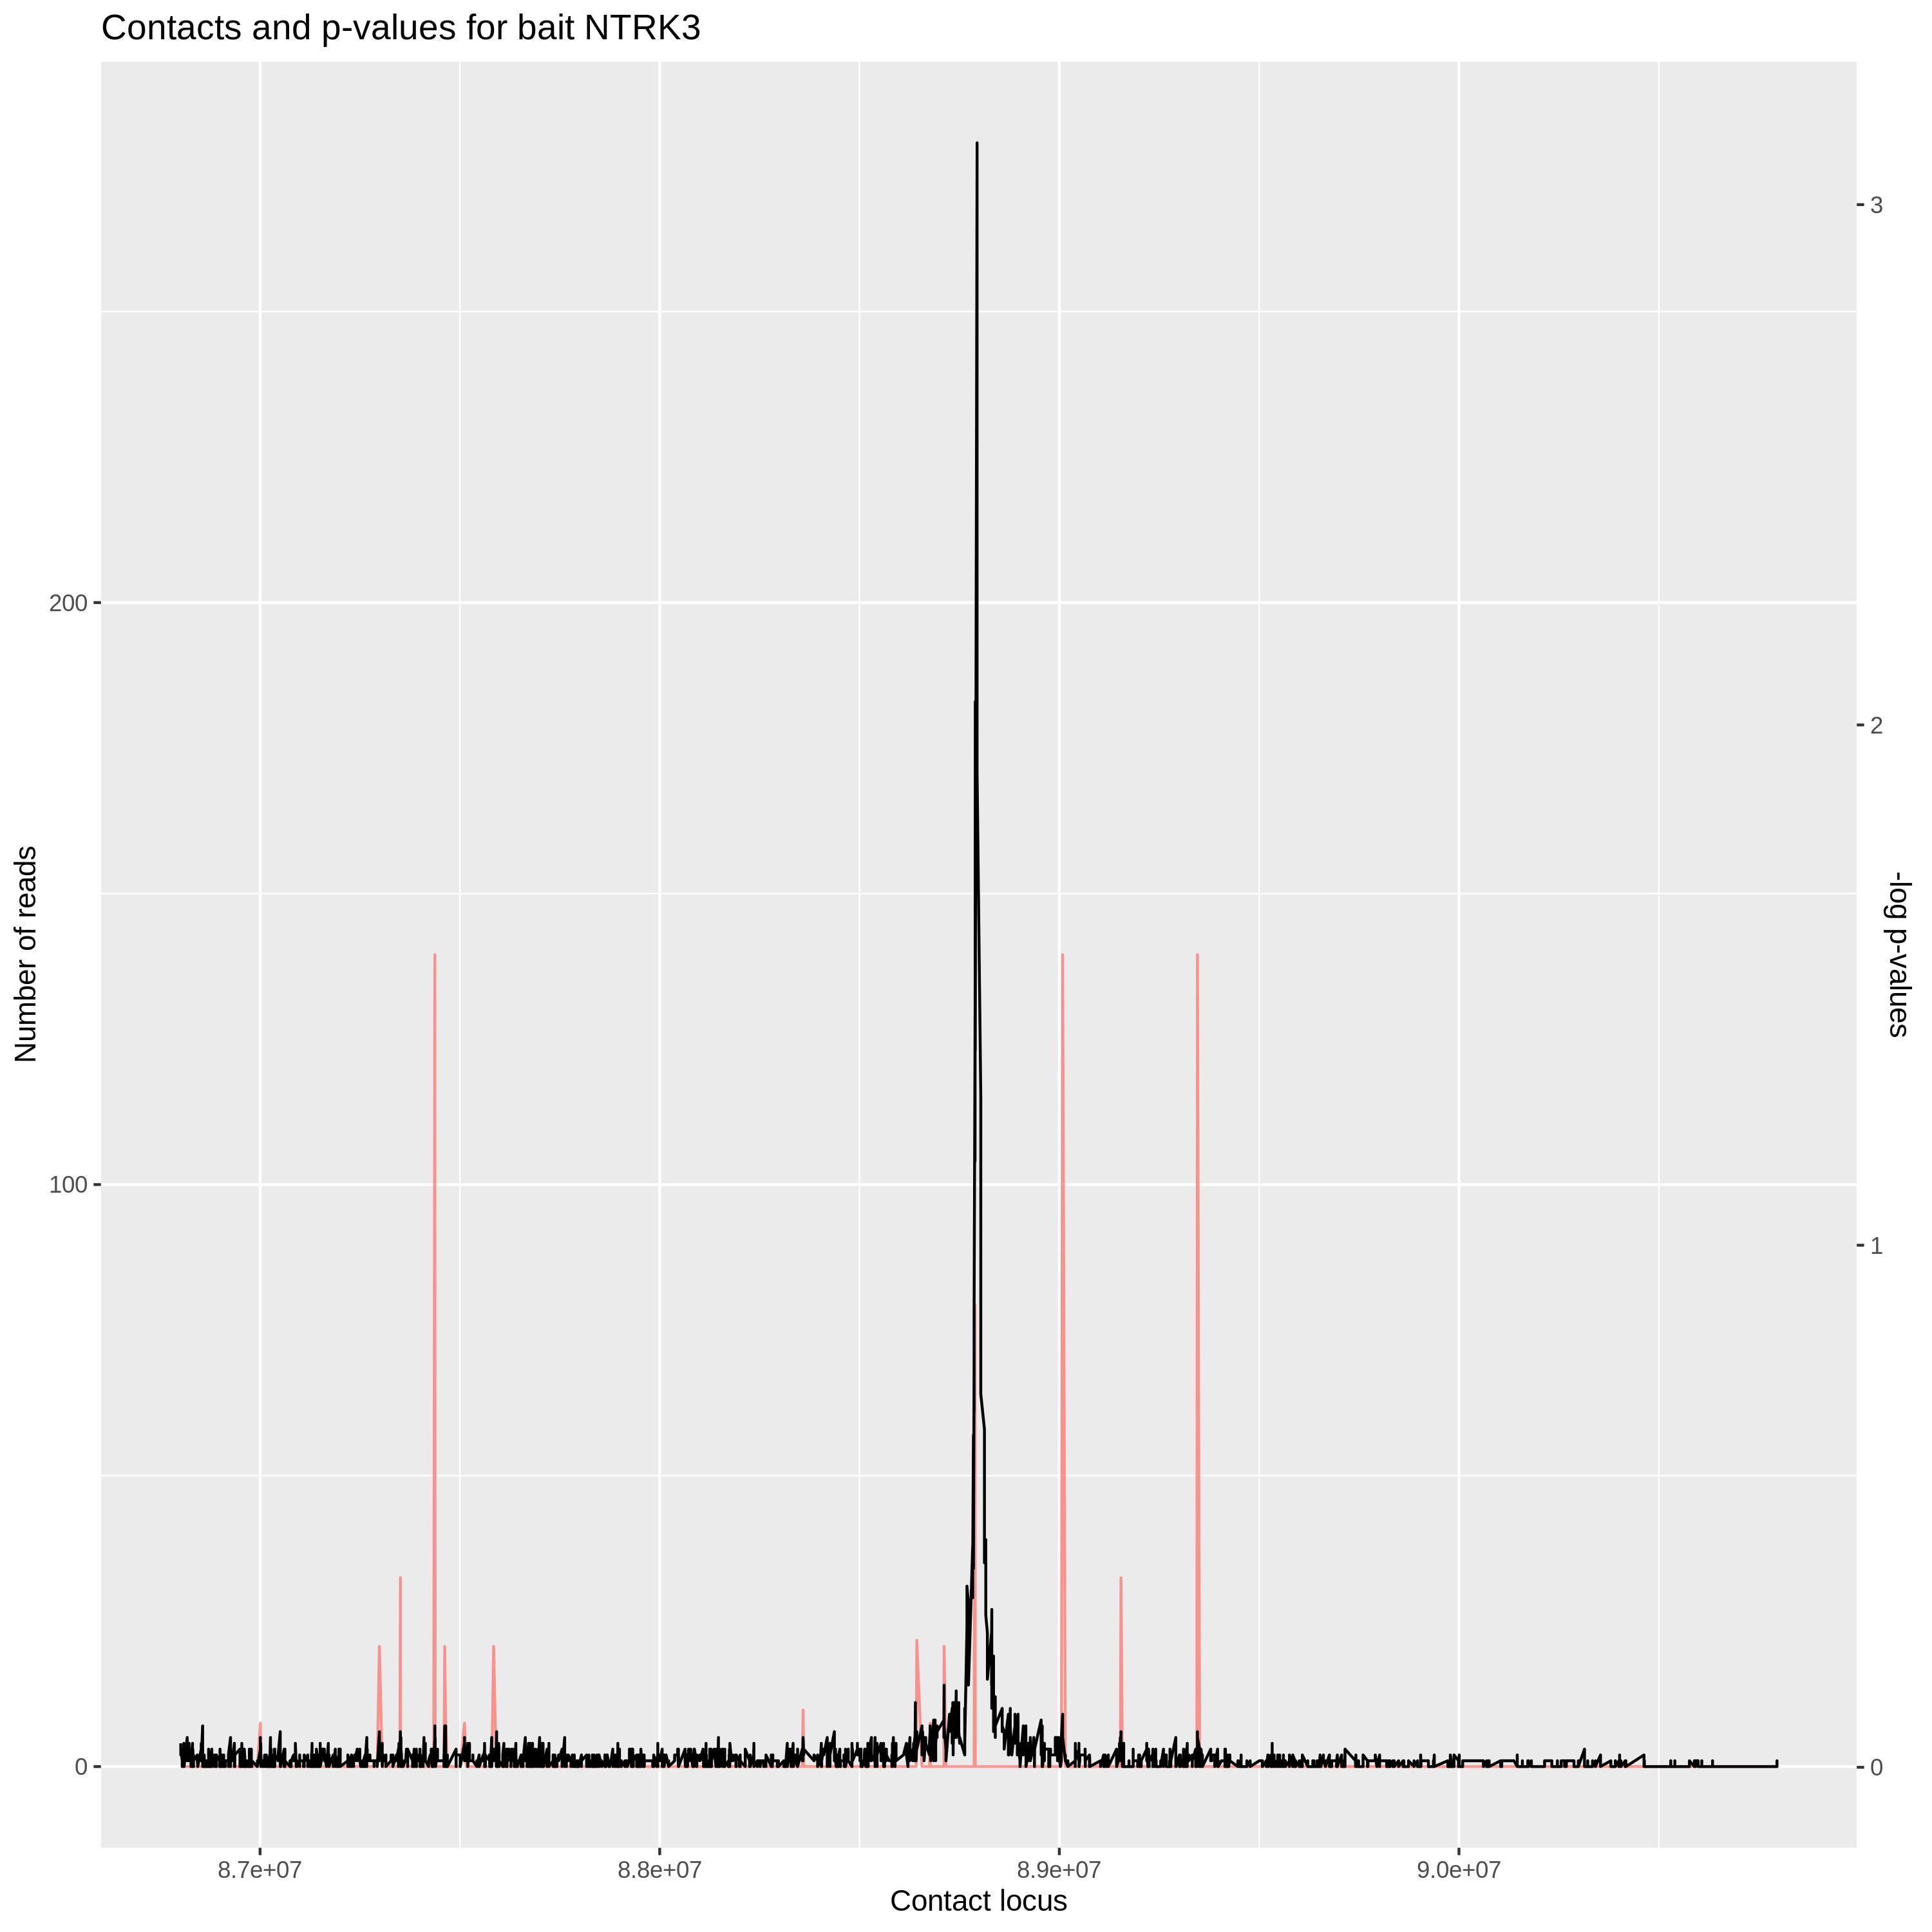 Contacts and p-values for bait NTRK3
Number of reads
200
100
0
3
2
1
0
-log p-values
8.7e+07 8.8e+07 8.9e+07 9.0e+07
Contact locus